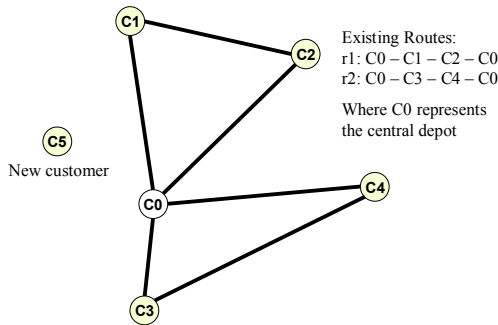 C1
C2
Existing Routes:
r1: C0 – C1 – C2 – C0
r2: C0 – C3 – C4 – C0
Where C0 represents
the central depot
C5
New customer
C4
C0
C3